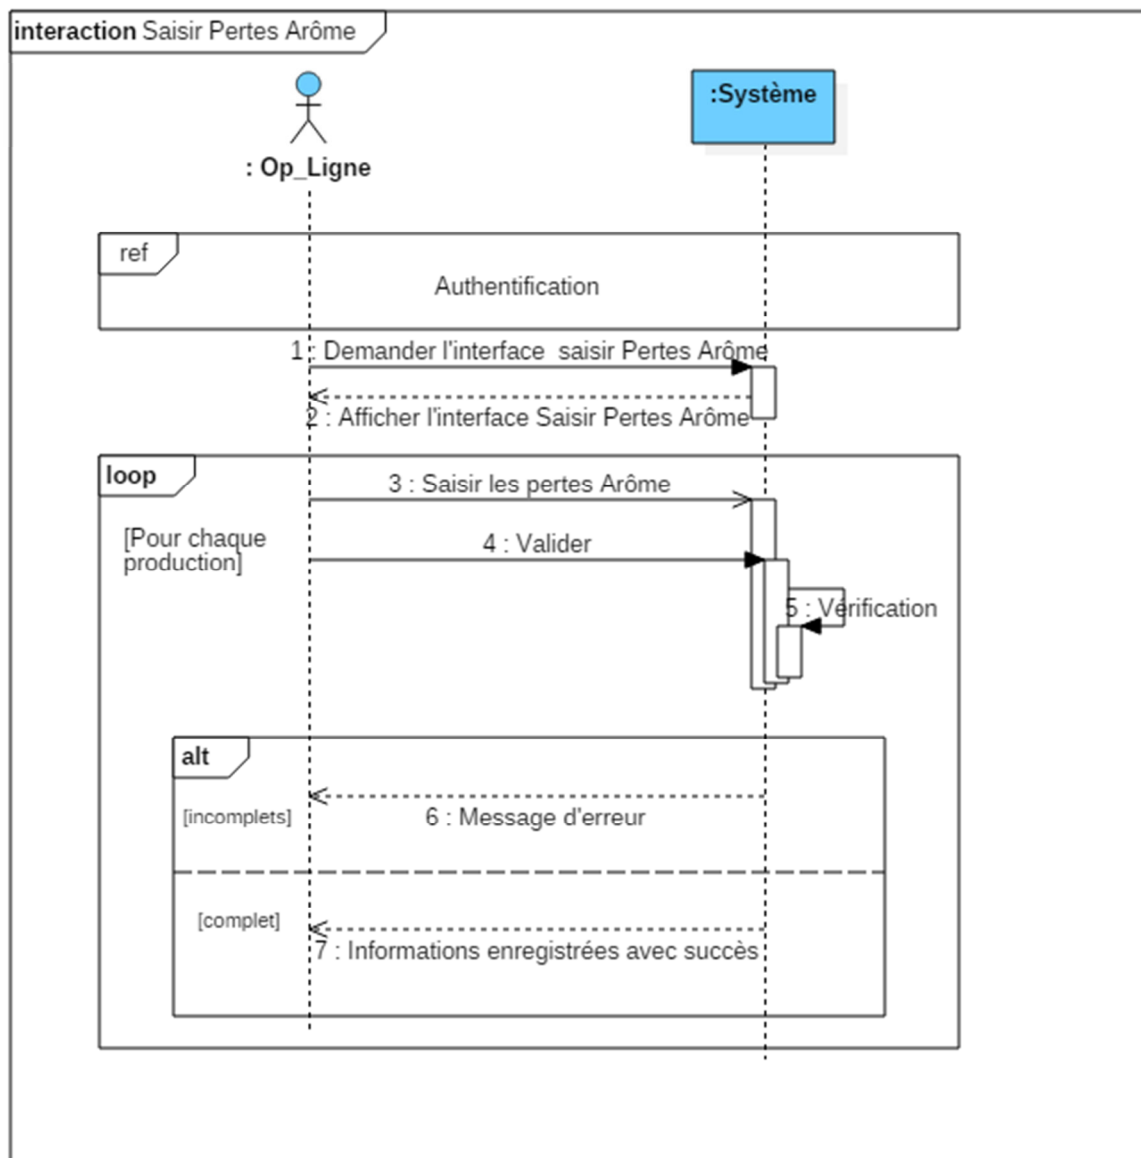 interaction Saisir Pertes Arôme
:Système
: Op_Ligne
ref
Authentification
1 : Demander l'interface saisir Pertes Arôme
2 : Afficher l'interface Saisir Pertes Arôme
loop
3 : Saisir les pertes Arôme
[Pour chaque
production]
4 : Valider
5 : Vérification
alt
[incomplets]
6 : Message d'erreur
[complet]
7 : Informations enregistrées avec succès